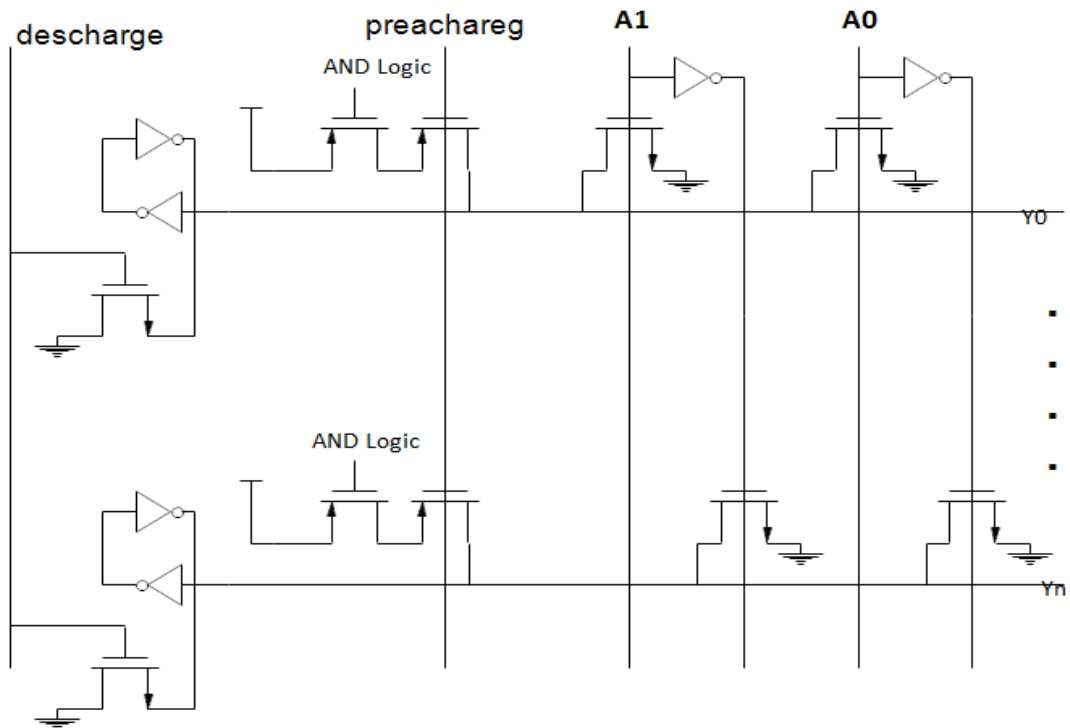 descharge
preachareg
A1
A0
AND Logic
Y0
AND Logic
Yn